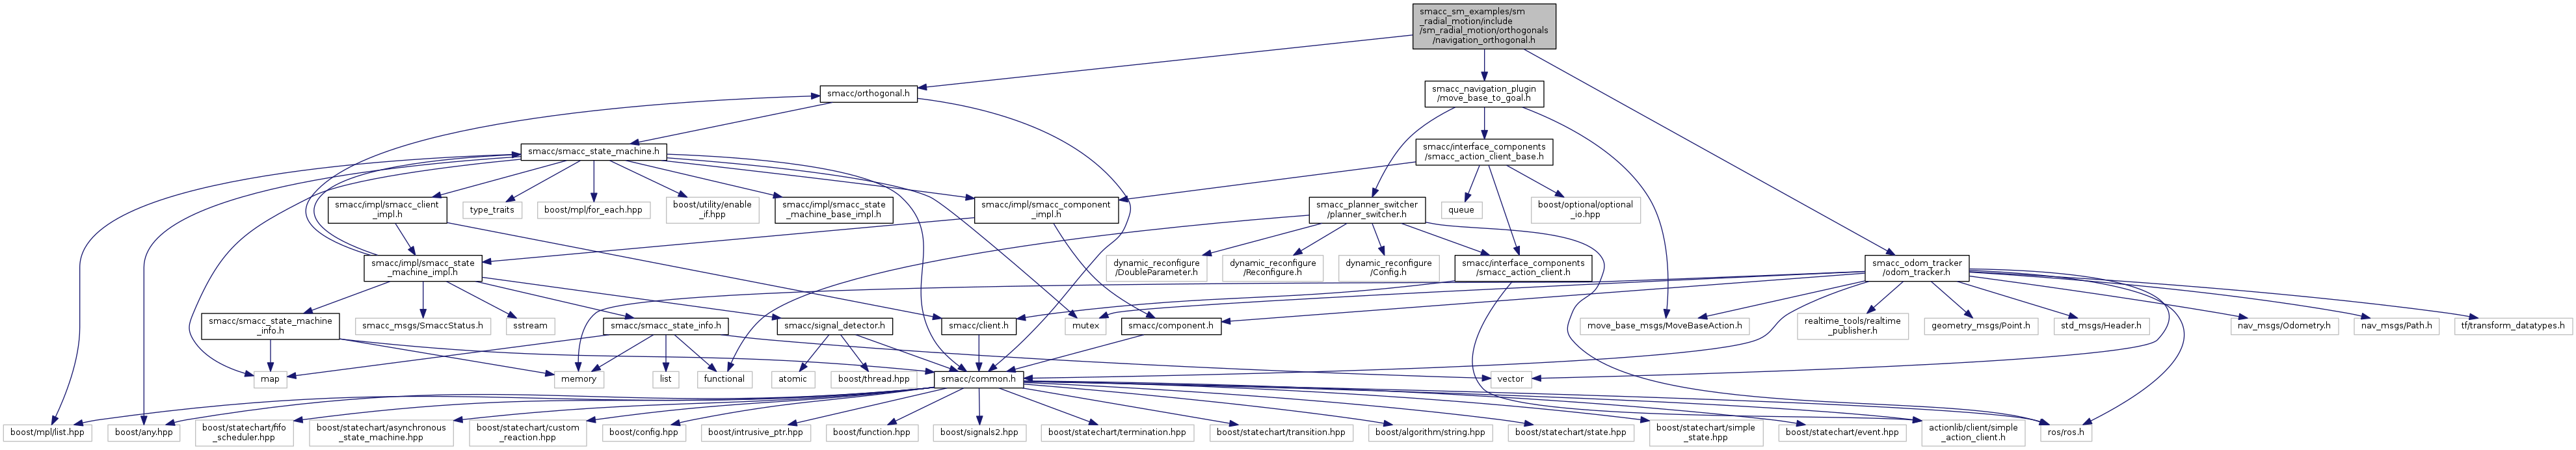 smacc_sm_examples/sm
_radial_motion/include
/sm_radial_motion/orthogonals
/navigation_orthogonal.h
smacc/orthogonal.h
smacc_navigation_plugin
/move_base_to_goal.h
smacc/smacc_state_machine.h
smacc/interface_components
/smacc_action_client_base.h
smacc/impl/smacc_client
_impl.h
type_traits
boost/mpl/for_each.hpp
boost/utility/enable
_if.hpp
smacc/impl/smacc_state
_machine_base_impl.h
smacc/impl/smacc_component
_impl.h
smacc_planner_switcher
/planner_switcher.h
queue
boost/optional/optional
_io.hpp
smacc/impl/smacc_state
_machine_impl.h
dynamic_reconfigure
/DoubleParameter.h
dynamic_reconfigure
/Reconfigure.h
dynamic_reconfigure
/Config.h
smacc/interface_components
/smacc_action_client.h
smacc_odom_tracker
/odom_tracker.h
smacc/smacc_state_machine
_info.h
smacc_msgs/SmaccStatus.h
sstream
smacc/smacc_state_info.h
smacc/signal_detector.h
smacc/client.h
mutex
smacc/component.h
move_base_msgs/MoveBaseAction.h
realtime_tools/realtime
_publisher.h
geometry_msgs/Point.h
std_msgs/Header.h
nav_msgs/Odometry.h
nav_msgs/Path.h
tf/transform_datatypes.h
map
memory
list
functional
atomic
boost/thread.hpp
smacc/common.h
vector
boost/mpl/list.hpp
boost/any.hpp
boost/statechart/fifo
_scheduler.hpp
boost/statechart/asynchronous
_state_machine.hpp
boost/statechart/custom
_reaction.hpp
boost/config.hpp
boost/intrusive_ptr.hpp
boost/function.hpp
boost/signals2.hpp
boost/statechart/termination.hpp
boost/statechart/transition.hpp
boost/algorithm/string.hpp
boost/statechart/state.hpp
boost/statechart/simple
_state.hpp
boost/statechart/event.hpp
actionlib/client/simple
_action_client.h
ros/ros.h